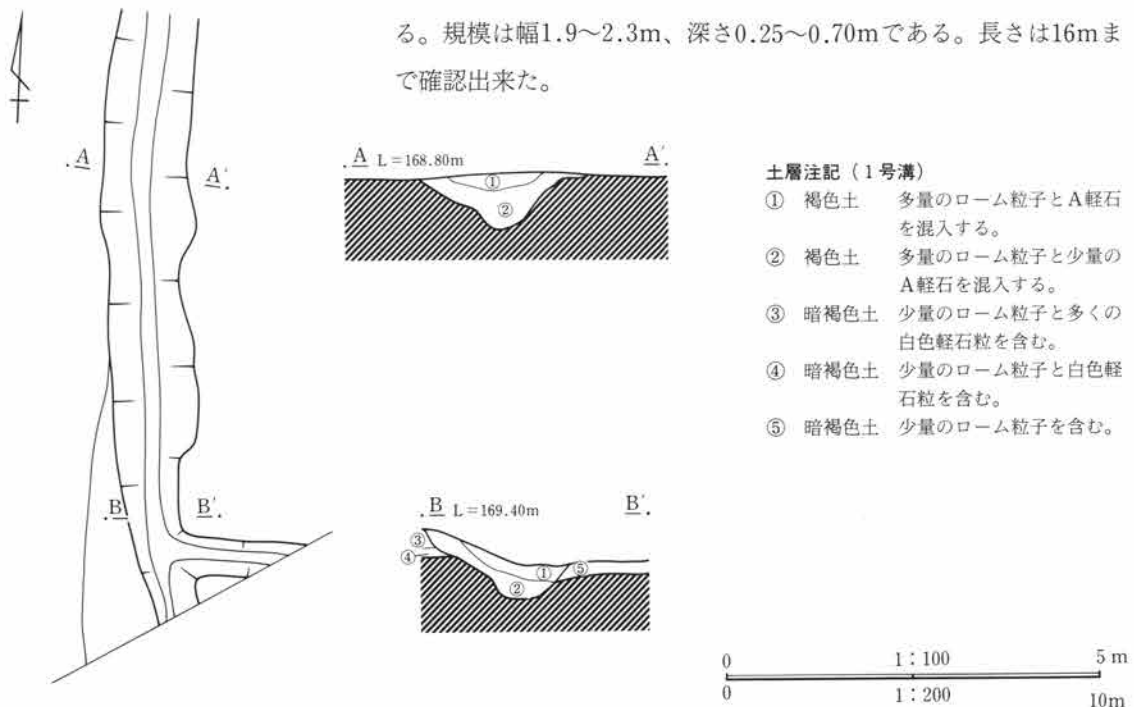 る。規模は幅1.9〜2.3m、深さ0.25〜0.70mである。長さは16mま
で確認出来た。
.A
A'.
.A L=168.80m A'.
①
②
土層注記（1号溝）
① 褐色土 多量のローム粒子とA軽石
を混入する。
② 褐色土 多量のローム粒子と少量の
A軽石を混入する。
③ 暗褐色土 少量のローム粒子と多くの
白色軽石粒を含む。
④ 暗褐色土 少量のローム粒子と白色軽
石粒を含む。
⑤ 暗褐色土 少量のローム粒子を含む。
.B
B'.
.B L=169.40m B'.
③
④
①
⑤
②
0 1：100 5m
0 1：200 10m